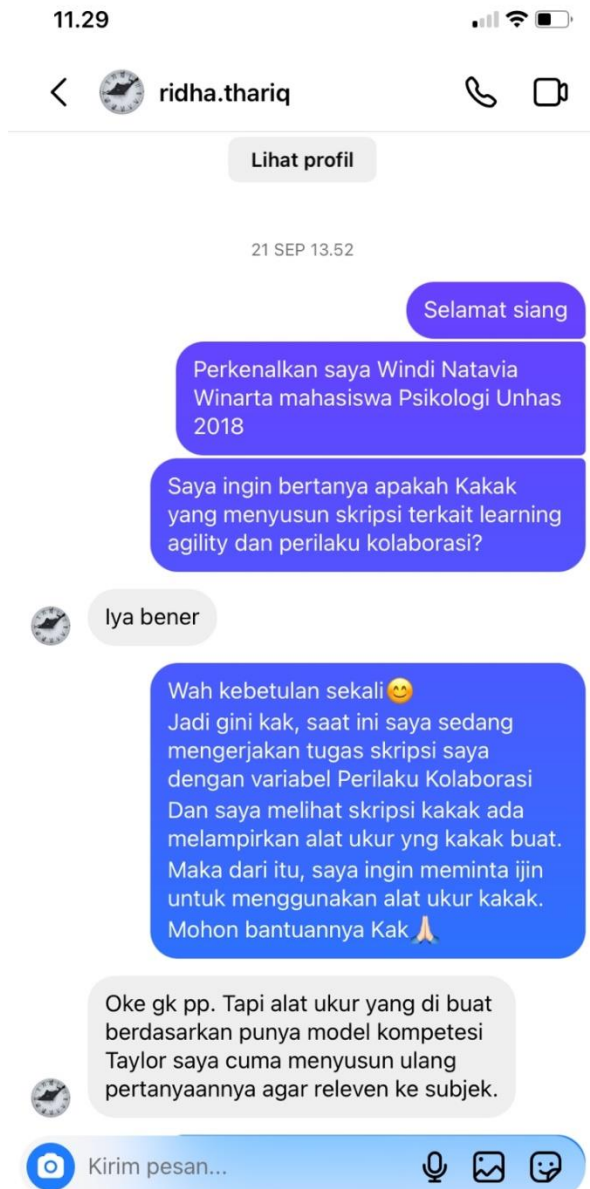 11.29
ridha.thariq
Lihat profil
21 SEP 13.52
Selamat siang
Perkenalkan saya Windi Natavia
Winarta mahasiswa Psikologi Unhas
2018
Saya ingin bertanya apakah Kakak
yang menyusun skripsi terkait learning
agility dan perilaku kolaborasi?
Iya bener
Wah kebetulan sekali😊
Jadi gini kak, saat ini saya sedang
mengerjakan tugas skripsi saya
dengan variabel Perilaku Kolaborasi
Dan saya melihat skripsi kakak ada
melampirkan alat ukur yng kakak buat.
Maka dari itu, saya ingin meminta ijin
untuk menggunakan alat ukur kakak.
Mohon bantuannya Kak🙏🏻
Oke gk pp. Tapi alat ukur yang di buat
berdasarkan punya model kompetesi
Taylor saya cuma menyusun ulang
pertanyaannya agar releven ke subjek.
Kirim pesan...